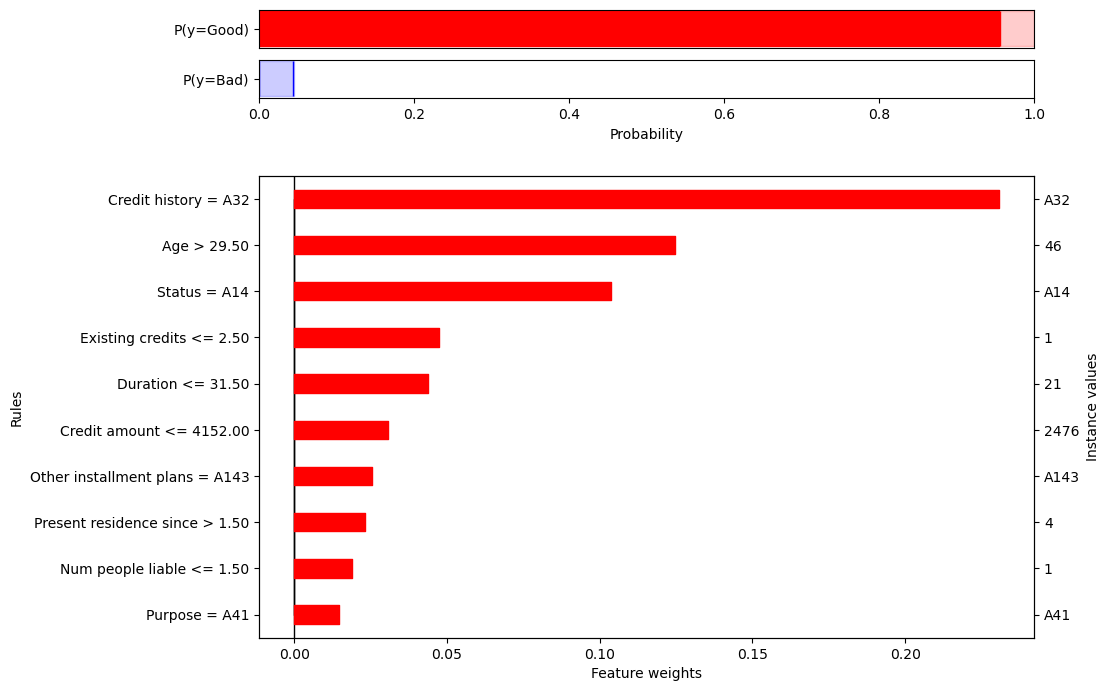 P(y=Good)
P(y=Bad)
0.0 0.2 0.4 0.6 0.8 1.0
Probability
Credit history = A32 A32
Age > 29.50 46
Status = A14 A14
Existing credits <= 2.50 1
Duration <= 31.50 21
Credit amount <= 4152.00 2476
Other installment plans = A143 A143
Present residence since > 1.50 4
Num people liable <= 1.50 1
Purpose = A41 A41
Rules
Instance values
0.00 0.05 0.10 0.15 0.20
Feature weights